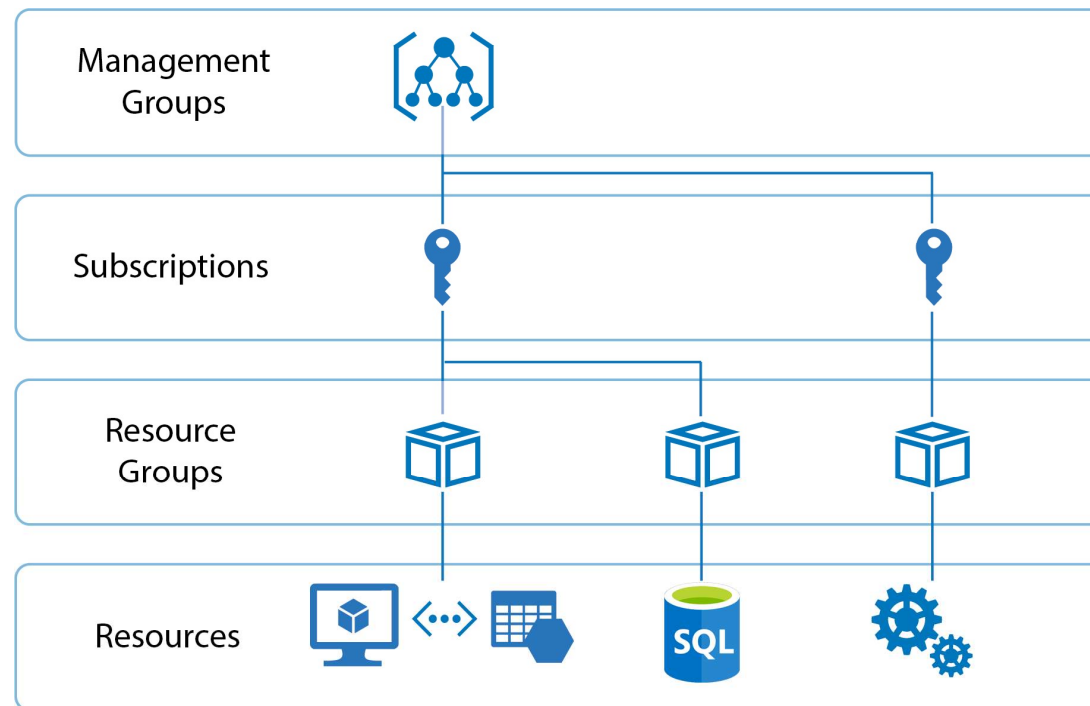 Management
Groups
Subscriptions
Resource
Groups
Resources
SQL